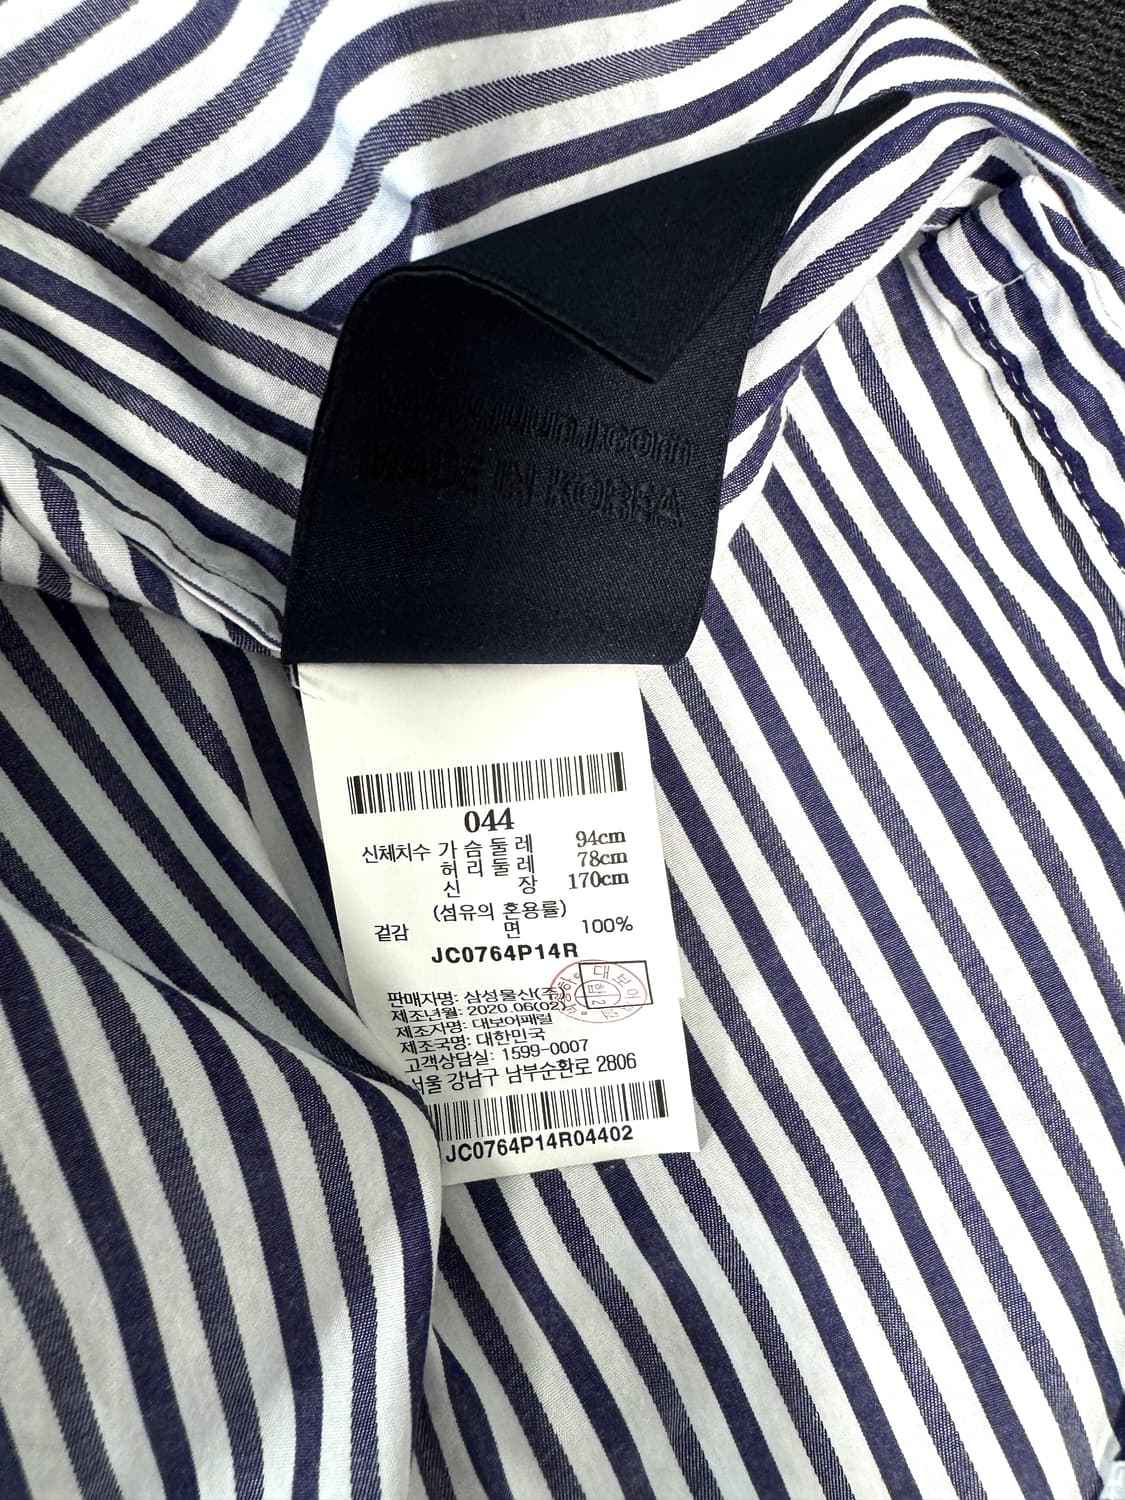 MADE IN KOREA
044
신체치수 가슴둘레 94cm
허리둘레 78cm
신 장 170cm
(섬유의 혼용률)
겉감 면 100%
JC0764P14R
판매자명: 삼성물산(주)
제조년월: 2020.06(02)
제조자명: 대보어패럴
제조국명: 대한민국
고객상담실: 1599-0007
서울 강남구 남부순환로 2806
JC0764P14R04402